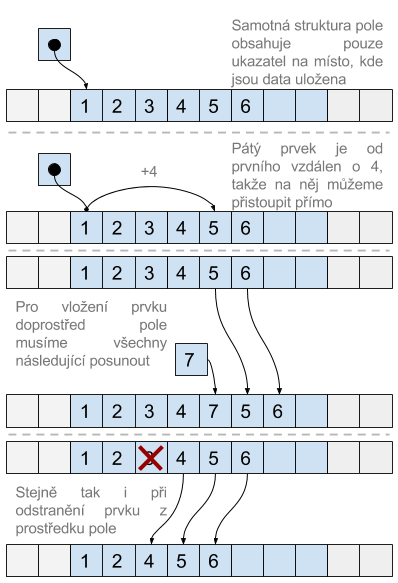 Samotná struktura pole
obsahuje pouze
ukazatel na místo, kde
jsou data uložena
1 2 3 4 5 6
Pátý prvek je od
prvního vzdálen o 4,
takže na něj můžeme
přistoupit přímo
+4
1 2 3 4 5 6
1 2 3 4 5 6
Pro vložení prvku
doprostřed pole
musíme všechny
následující posunout
7
1 2 3 4 7 5 6
1 2 3 4 5 6
Stejně tak i při
odstranění prvku z
prostředku pole
1 2 4 5 6